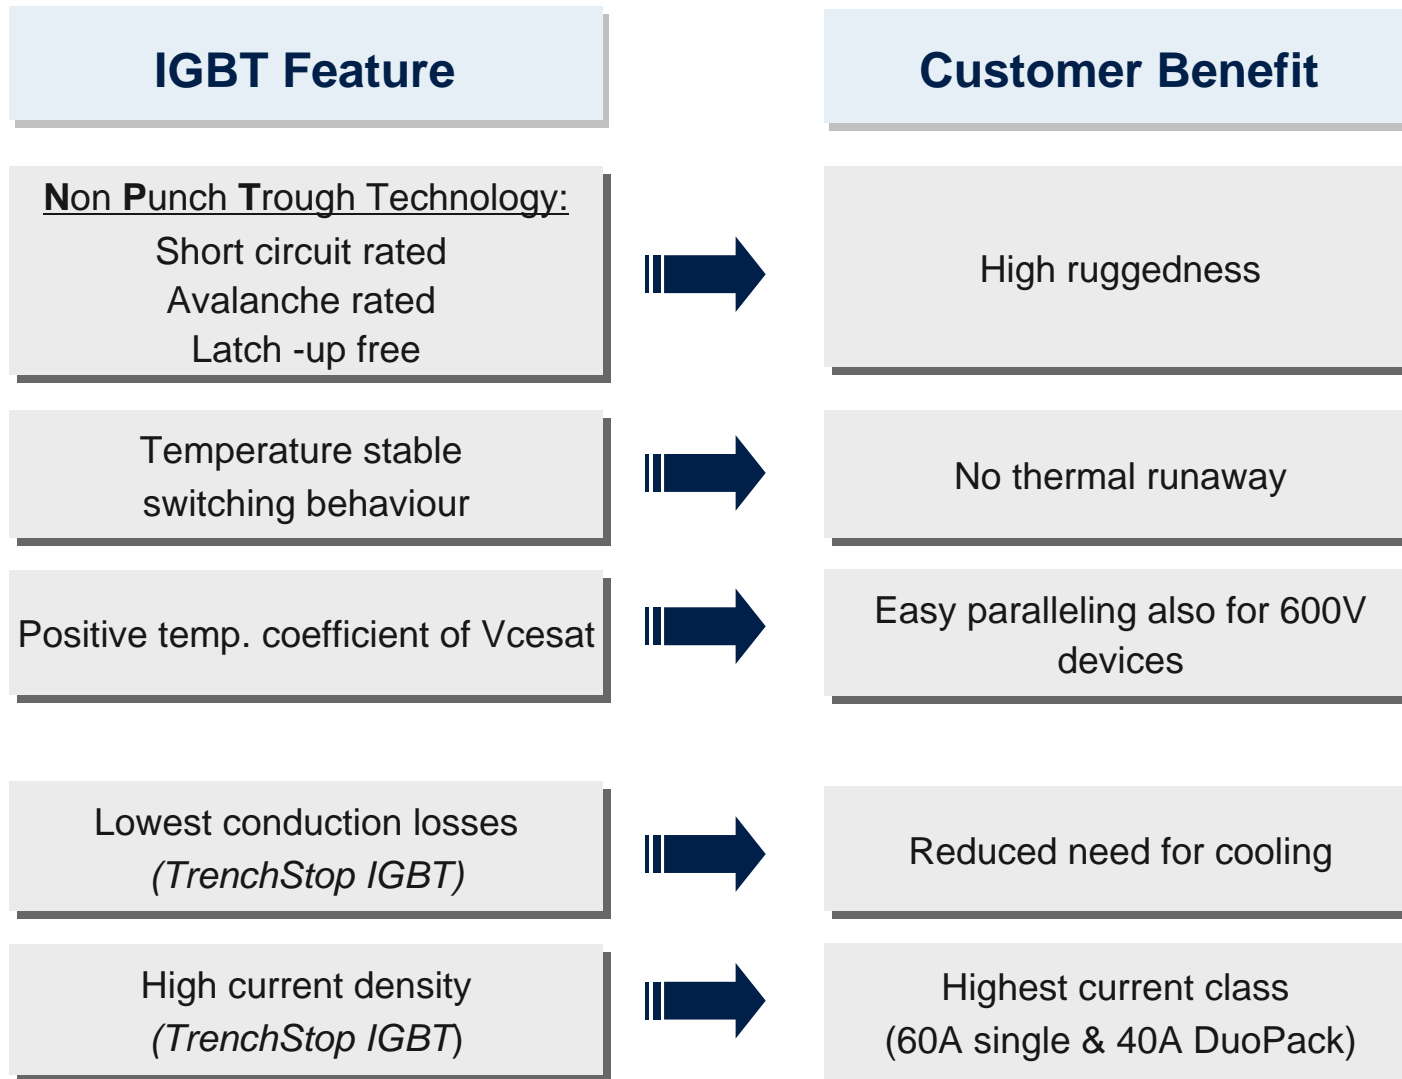 IGBT Feature
Customer Benefit
Non Punch Trough Technology:
Short circuit rated
Avalanche rated
Latch -up free
High ruggedness
Temperature stable
switching behaviour
No thermal runaway
Positive temp. coefficient of Vcesat
Easy paralleling also for 600V
devices
Lowest conduction losses
(TrenchStop IGBT)
Reduced need for cooling
High current density
(TrenchStop IGBT)
Highest current class
(60A single & 40A DuoPack)